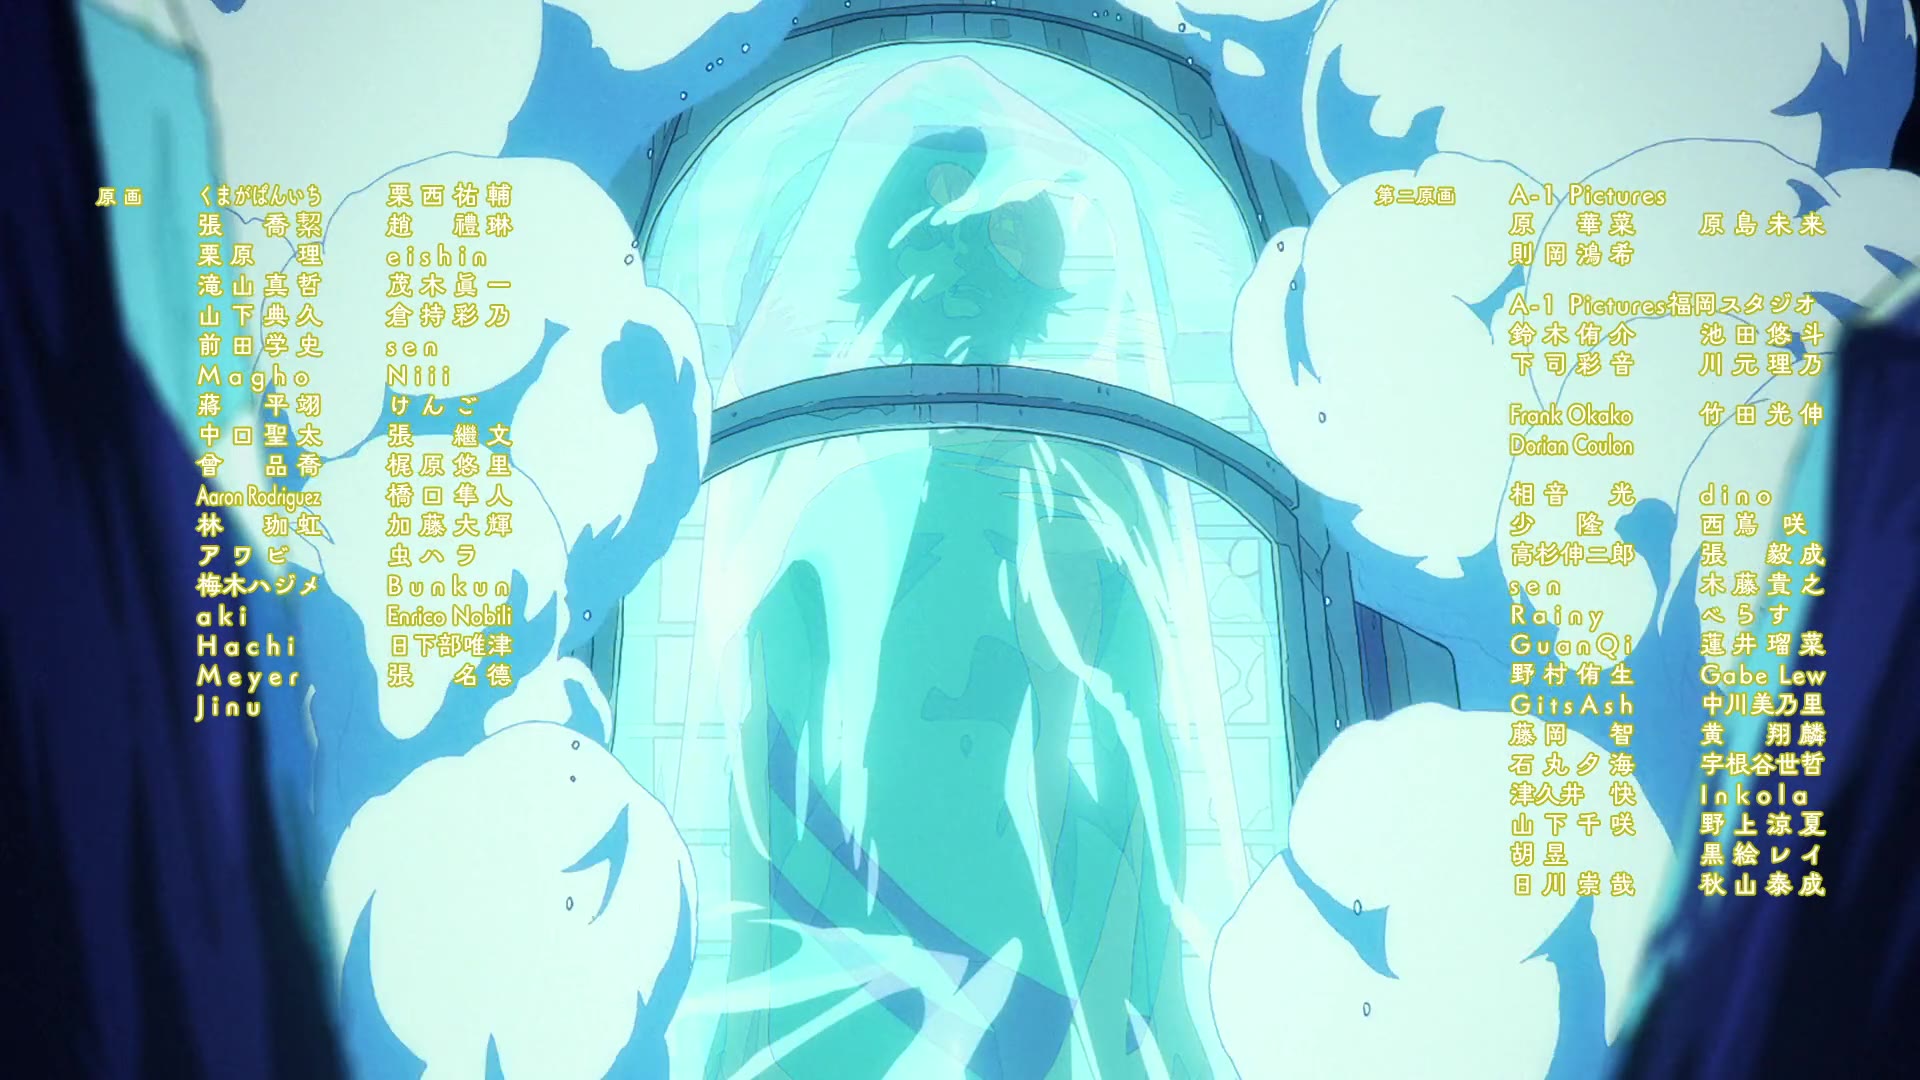 原画
くまがぱんいち 栗西祐輔
張 喬絜 趙 禮琳
栗原 理 eishin
滝山真哲 茂木眞一
山下典久 倉持彩乃
前田学史 sen
Magho Niii
蔣 平翊 けんご
中口聖太 張 繼文
曾 品喬 梶原悠里
Aaron Rodriguez 橋口隼人
林 珈虹 加藤大輝
アワビ 虫ハラ
梅木ハジメ Bunkun
aki Enrico Nobili
Hachi 日下部唯津
Meyer 張 名德
Jinu
第二原画
A-1 Pictures
原 華菜 原島未来
則岡鴻希
A-1 Pictures福岡スタジオ
鈴木侑介 池田悠斗
下司彩音 川元理乃
Frank Okako 竹田光伸
Dorian Coulon
相音 光 dino
少 隆 西嶌 咲
高杉伸二郎 張 毅成
sen 木藤貴之
Rainy べらす
GuanQi 蓮井瑠菜
野村侑生 Gabe Lew
GitsAsh 中川美乃里
藤岡 智 黄 翔麟
石丸夕海 宇根谷世哲
津久井 快 Inkola
山下千咲 野上涼夏
胡昱 黒絵レイ
日川崇哉 秋山泰成